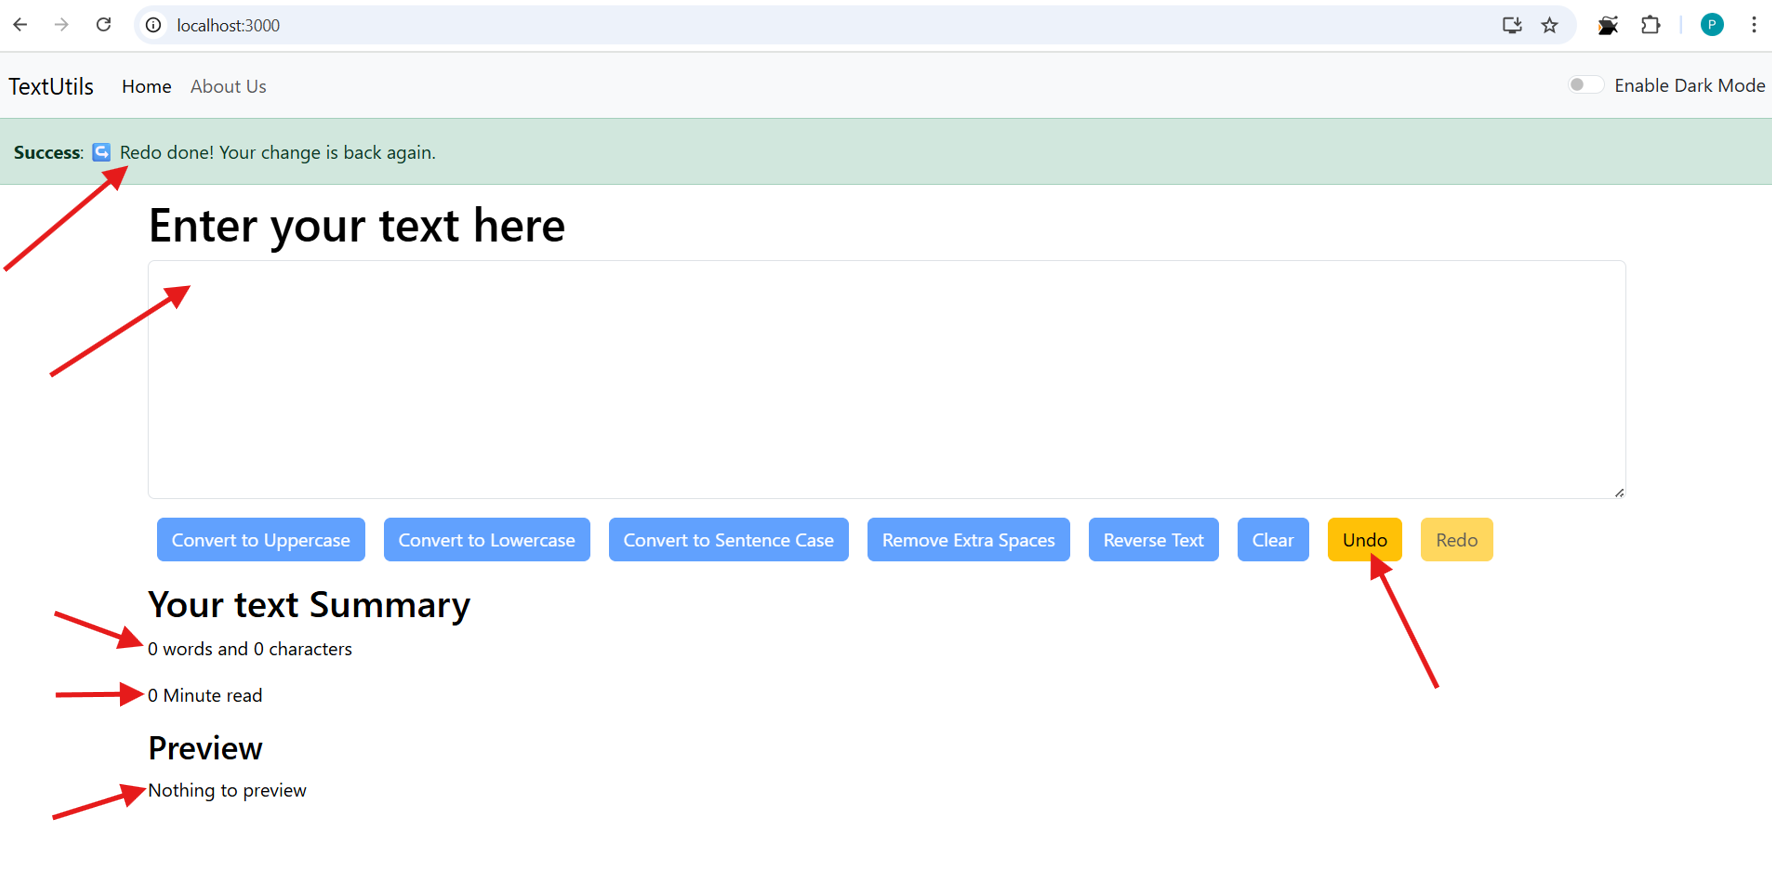 localhost:3000
P
TextUtils Home About Us Enable Dark Mode
Success: Redo done! Your change is back again.
Enter your text here
Convert to Uppercase Convert to Lowercase Convert to Sentence Case Remove Extra Spaces Reverse Text Clear Undo Redo
Your text Summary
0 words and 0 characters
0 Minute read
Preview
Nothing to preview